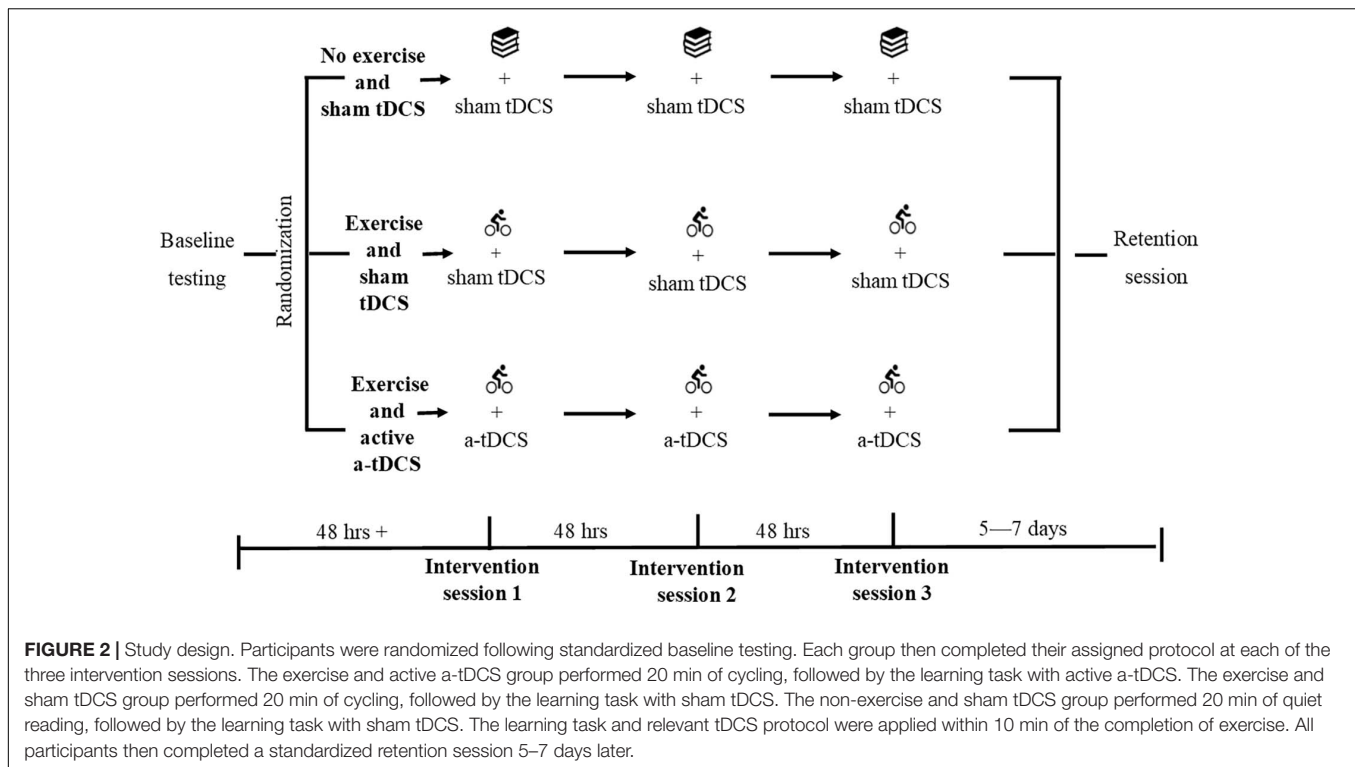 No exercise
and
sham tDCS
+
sham tDCS
+
sham tDCS
+
sham tDCS
Baseline
testing
Randomization
Exercise
and
sham
tDCS
+
sham tDCS
+
sham tDCS
+
sham tDCS
Retention
session
Exercise
and
active
a-tDCS
+
a-tDCS
+
a-tDCS
+
a-tDCS
48 hrs +
48 hrs
48 hrs
5—7 days
Intervention
session 1
Intervention
session 2
Intervention
session 3
FIGURE 2 | Study design. Participants were randomized following standardized baseline testing. Each group then completed their assigned protocol at each of the
three intervention sessions. The exercise and active a-tDCS group performed 20 min of cycling, followed by the learning task with active a-tDCS. The exercise and
sham tDCS group performed 20 min of cycling, followed by the learning task with sham tDCS. The non-exercise and sham tDCS group performed 20 min of quiet
reading, followed by the learning task with sham tDCS. The learning task and relevant tDCS protocol were applied within 10 min of the completion of exercise. All
participants then completed a standardized retention session 5–7 days later.